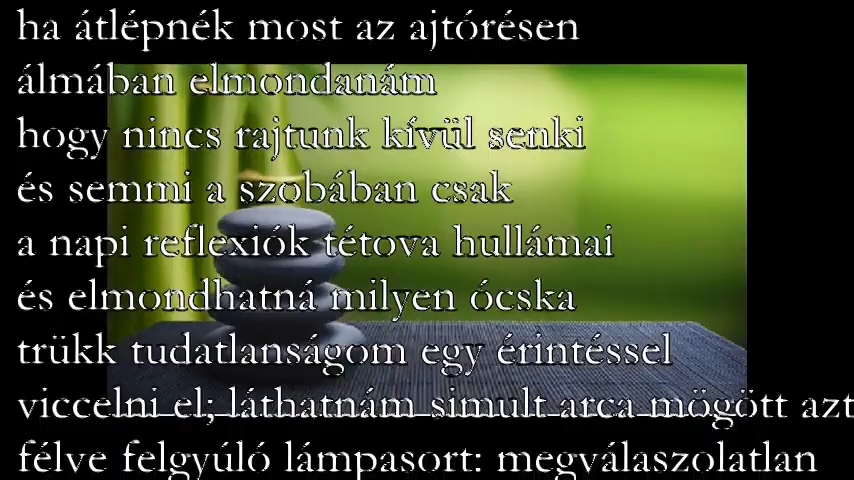 ha átlépnék most az ajtórésen
álmában elmondanám
hogy nincs rajtunk kívül senki
és semmi a szobában csak
a napi reflexiók tétova hullámai
és elmondhatná milyen ócska
trükk tudatlanságom egy érintéssel
viccelni el; láthatnám simult arca mögött azt
félve felgyúló lámpasort: megválaszolatlan